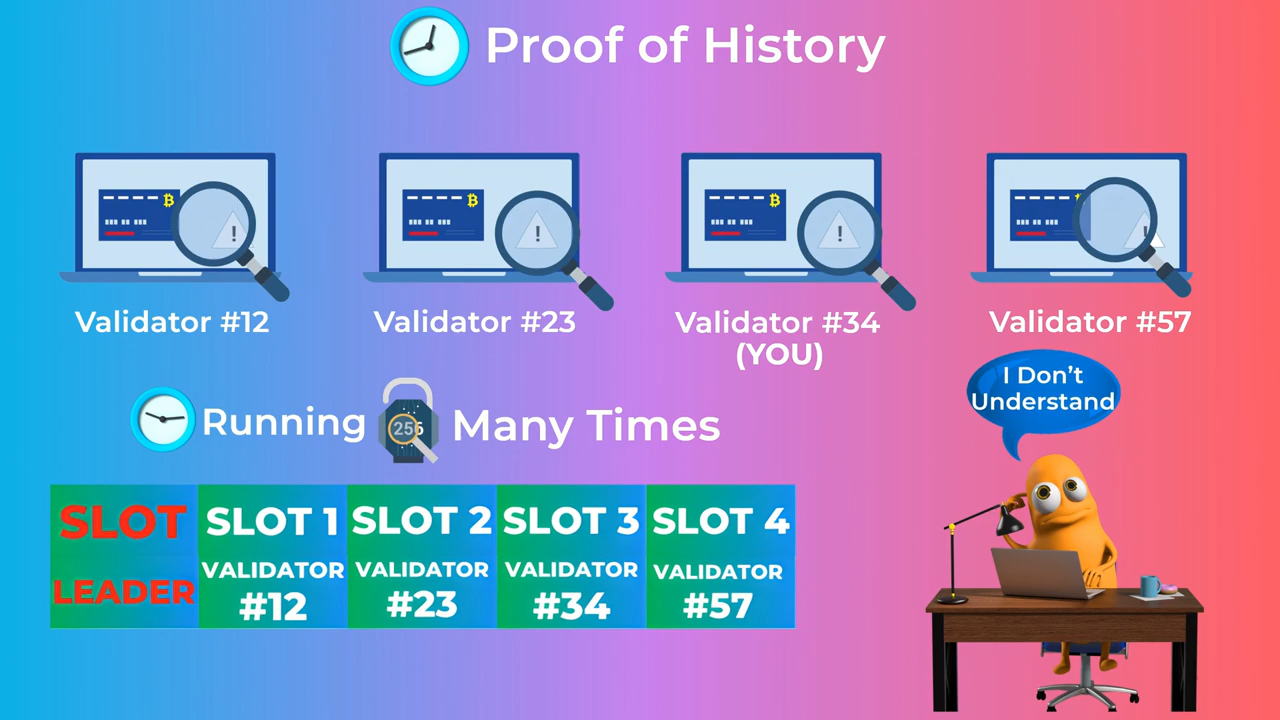 Proof of History
Validator #12
Validator #23
Validator #34
(YOU)
Validator #57
I Don't
Understand
Running
256
Many Times
SLOT
LEADER
SLOT 1
VALIDATOR
#12
SLOT 2
VALIDATOR
#23
SLOT 3
VALIDATOR
#34
SLOT 4
VALIDATOR
#57